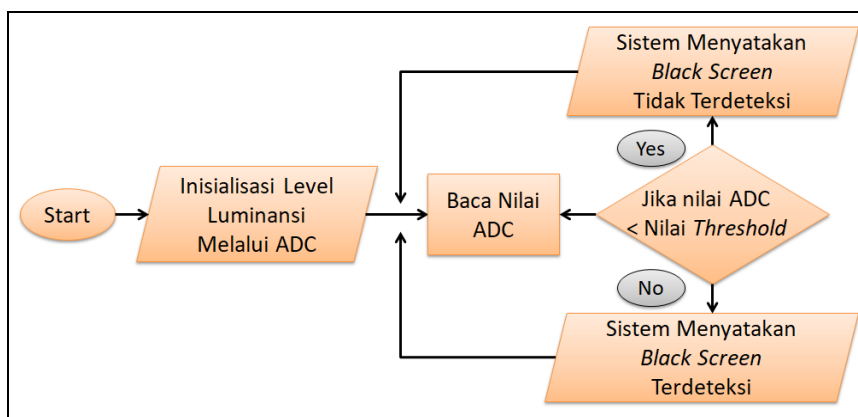 Start
Inisialisasi Level
Luminansi
Melalui ADC
Baca Nilai
ADC
Jika nilai ADC
< Nilai Threshold
Yes
Sistem Menyatakan
Black Screen
Tidak Terdeteksi
No
Sistem Menyatakan
Black Screen
Terdeteksi